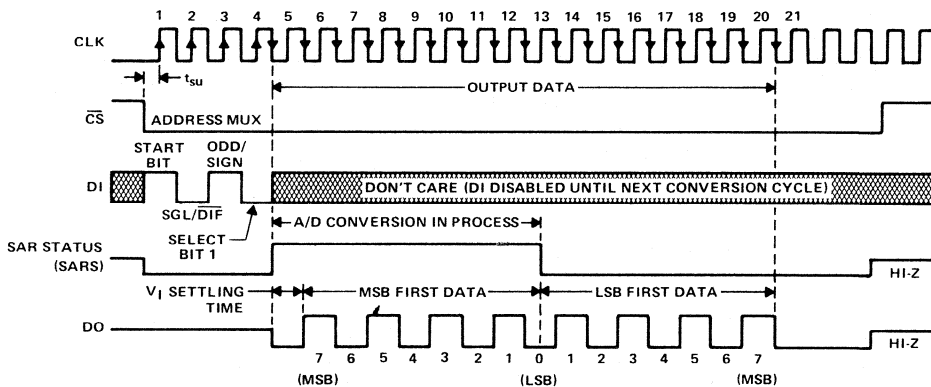 1 2 3 4 5 6 7 8 9 10 11 12 13 14 15 16 17 18 19 20 21
CLK
tsu
OUTPUT DATA
CS
ADDRESS MUX
START
BIT
ODD/
SIGN
DI
DON'T CARE (DI DISABLED UNTIL NEXT CONVERSION CYCLE)
SGL/DIF
SELECT
BIT 1
A/D CONVERSION IN PROCESS
SAR STATUS
(SARS)
HI-Z
VI SETTLING
TIME
MSB FIRST DATA
LSB FIRST DATA
DO
HI-Z
7 6 5 4 3 2 1 0 1 2 3 4 5 6 7
(MSB) (LSB) (MSB)